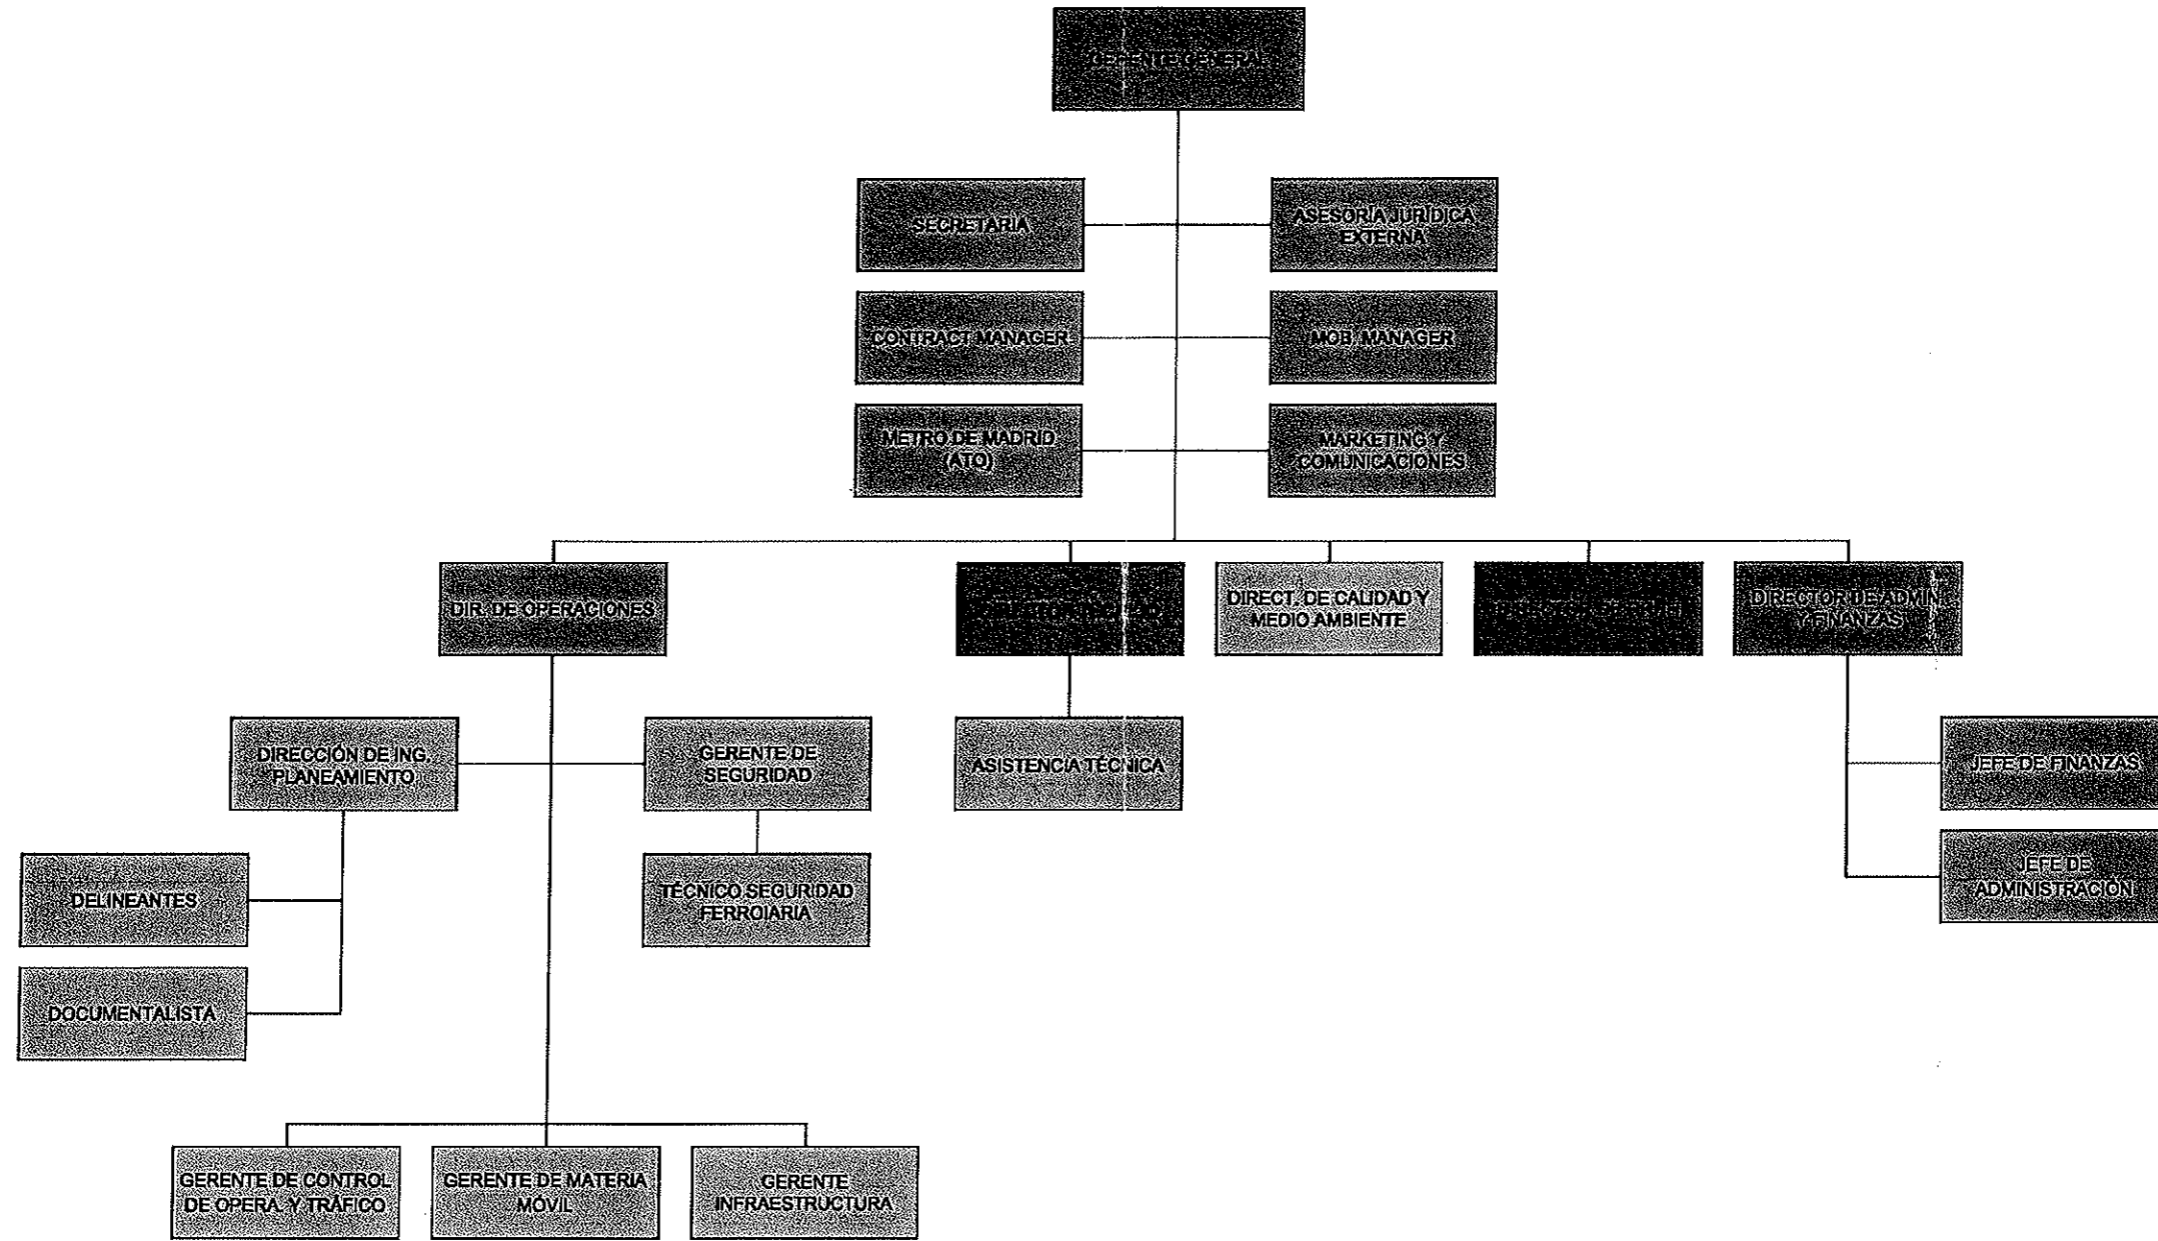 GERENTE GENERAL
SECRETARÍA
ASESORÍA JURÍDICA
EXTERNA
CONTRACT MANAGER
MOB. MANAGER
METRO DE MADRID
(ATO)
MARKETING Y
COMUNICACIONES
DIR. DE OPERACIONES
DIRECT. DE CALIDAD Y
MEDIO AMBIENTE
DIRECTOR DE ADMIN.
Y FINANZAS
DIRECCIÓN DE ING.
PLANEAMIENTO
GERENTE DE
SEGURIDAD
ASISTENCIA TÉCNICA
JEFE DE FINANZAS
DELINEANTES
TÉCNICO SEGURIDAD
FERROIARIA
JEFE DE
ADMINISTRACIÓN
DOCUMENTALISTA
GERENTE DE CONTROL
DE OPERA. Y TRÁFICO
GERENTE DE MATERIA
MÓVIL
GERENTE
INFRAESTRUCTURA